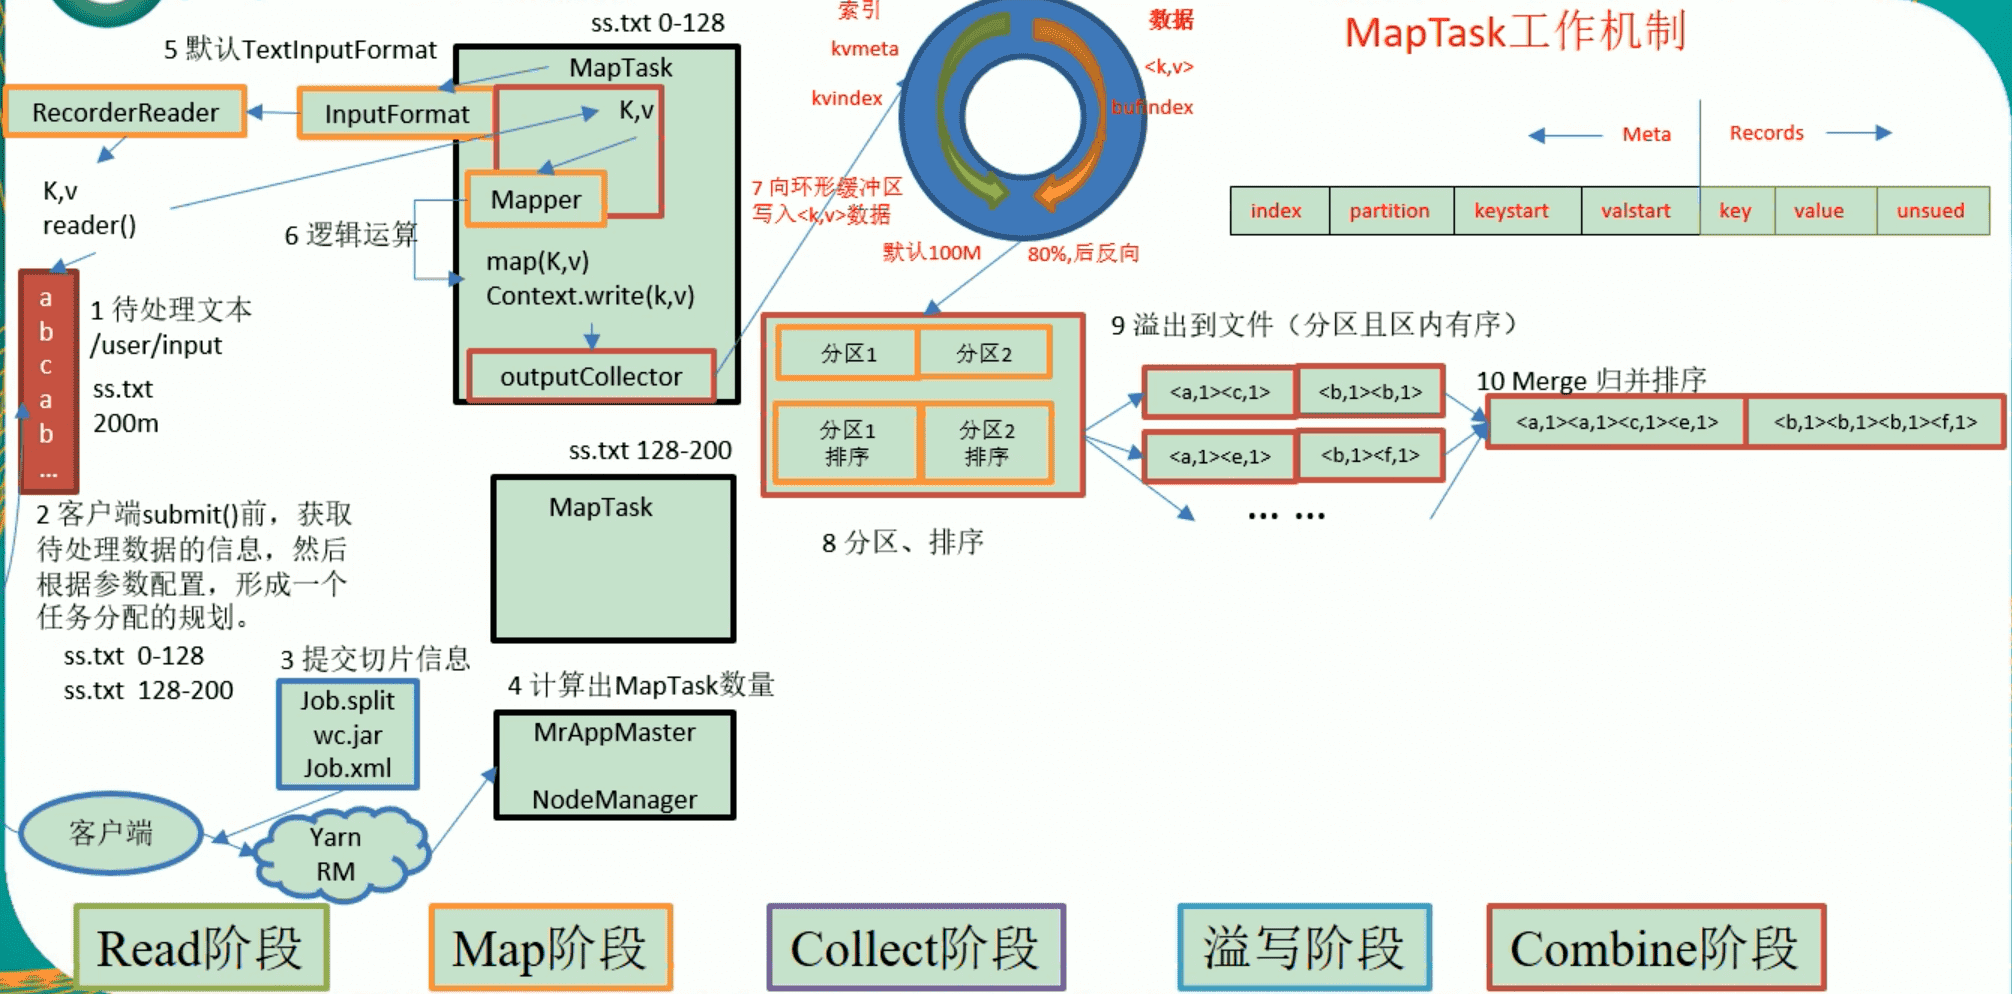 MapTask工作机制
ss.txt 0-128
5 默认TextInputFormat
MapTask
RecorderReader
InputFormat
K,v
K,v
reader()
Mapper
6 逻辑运算
map(K,v)
Context.write(k,v)
outputCollector
a
b
c
a
b
...
1 待处理文本
/user/input
ss.txt
200m
2 客户端submit()前，获取
待处理数据的信息，然后
根据参数配置，形成一个
任务分配的规划。
ss.txt 0-128
ss.txt 128-200
3 提交切片信息
Job.split
wc.jar
Job.xml
客户端
Yarn
RM
ss.txt 128-200
MapTask
4 计算出MapTask数量
MrAppMaster
NodeManager
索引
kvmeta
kvindex
数据
<k,v>
bufindex
7 向环形缓冲区
写入<k,v>数据
默认100M
80%,后反向
Meta
Records
index
partition
keystart
valstart
key
value
unsued
分区1
分区2
分区1
排序
分区2
排序
8 分区、排序
9 溢出到文件（分区且区内有序）
<a,1><c,1>
<b,1><b,1>
<a,1><e,1>
<b,1><f,1>
... ...
10 Merge 归并排序
<a,1><a,1><c,1><e,1>
<b,1><b,1><b,1><f,1>
Read阶段
Map阶段
Collect阶段
溢写阶段
Combine阶段